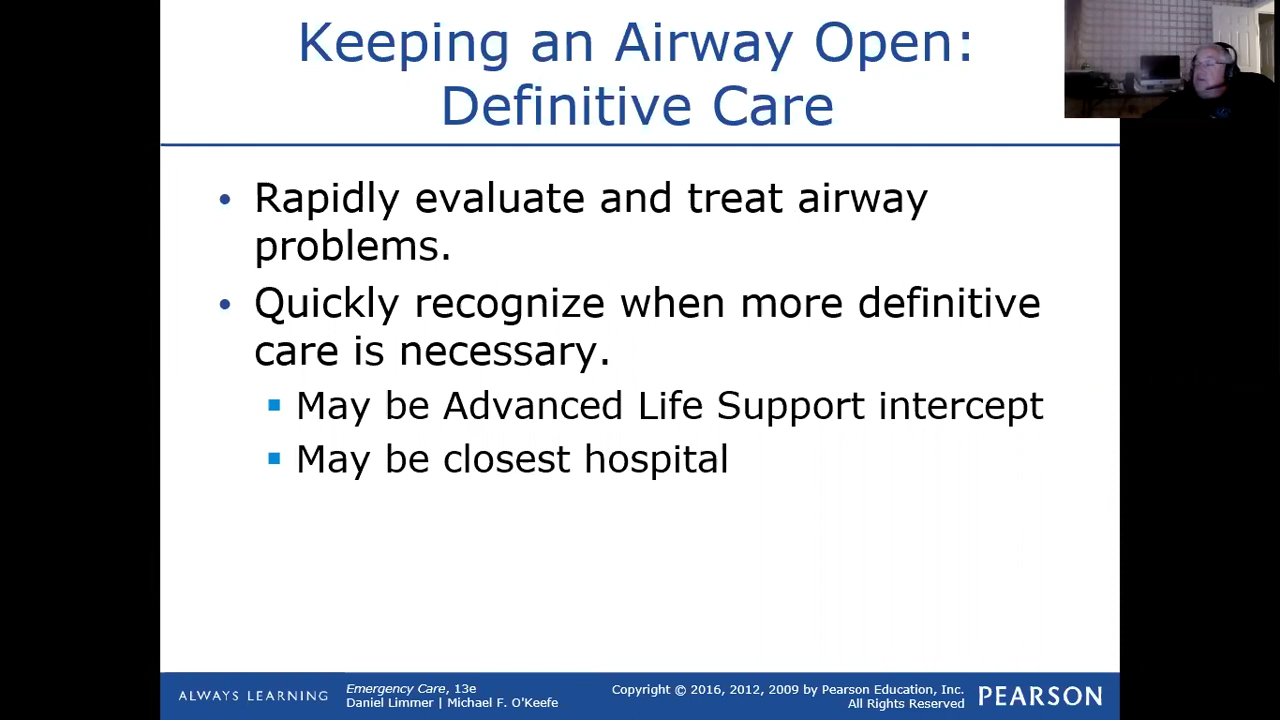 Keeping an Airway Open:
Definitive Care
• Rapidly evaluate and treat airway
problems.
• Quickly recognize when more definitive
care is necessary.
▪ May be Advanced Life Support intercept
▪ May be closest hospital
ALWAYS LEARNING
Emergency Care, 13e
Daniel Limmer | Michael F. O'Keefe
Copyright © 2016, 2012, 2009 by Pearson Education, Inc.
All Rights Reserved
PEARSON